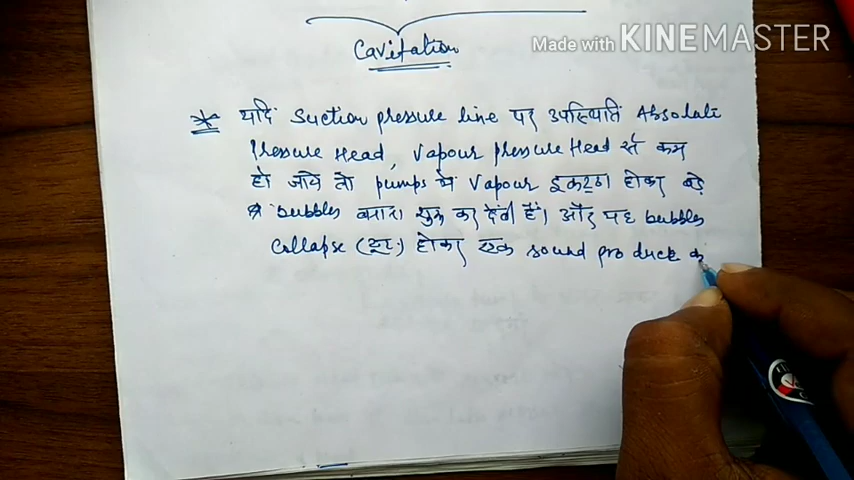 Made with KINEMASTER
Cavitation
* यदि Suction pressure line पर उपस्थिति Absolute
Pressure Head, Vapour pressure Head से कम
हो जाये तो pumps में Vapour इकट्ठा होकर बड़े
bubbles बनाना शुरू कर देती हैं। और यह bubbles
Collapse (टूट) होकर एक sound produce क